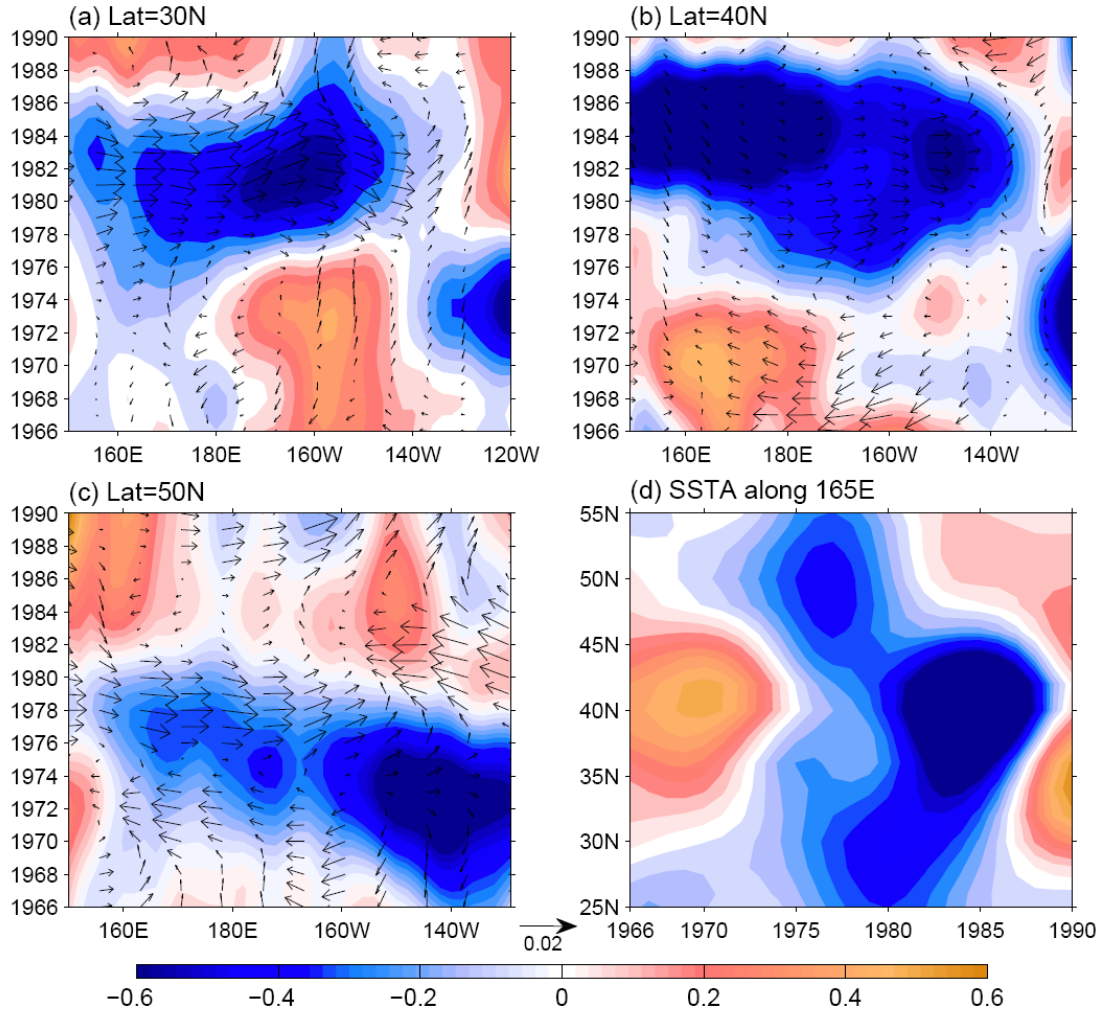 (a) Lat=30N
1990
1988
1986
1984
1982
1980
1978
1976
1974
1972
1970
1968
1966
160E 180E 160W 140W 120W
(b) Lat=40N
1990
1988
1986
1984
1982
1980
1978
1976
1974
1972
1970
1968
1966
160E 180E 160W 140W
(c) Lat=50N
1990
1988
1986
1984
1982
1980
1978
1976
1974
1972
1970
1968
1966
160E 180E 160W 140W
(d) SSTA along 165E
55N
50N
45N
40N
35N
30N
25N
1966 1970 1975 1980 1985 1990
0.02
−0.6 −0.4 −0.2 0 0.2 0.4 0.6